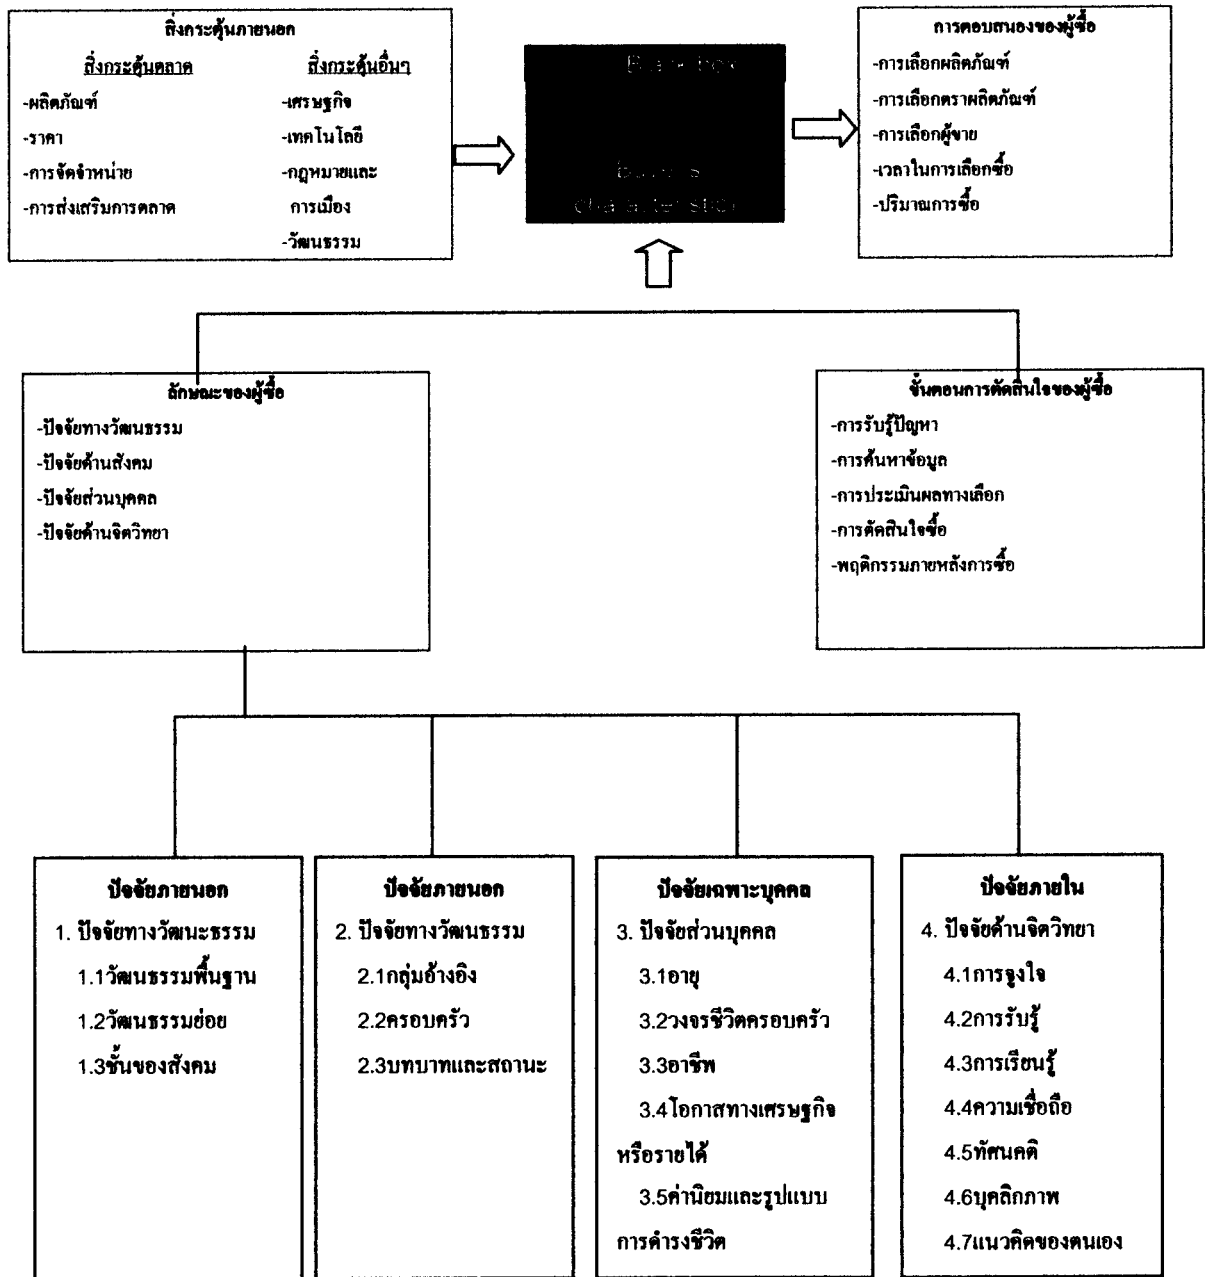 สิ่งกระตุ้นภายนอก
สิ่งกระตุ้นตลาด
-ผลิตภัณฑ์
-ราคา
-การจัดจำหน่าย
-การส่งเสริมการตลาด
สิ่งกระตุ้นอื่นๆ
-เศรษฐกิจ
-เทคโนโลยี
-กฎหมายและ
การเมือง
-วัฒนธรรม
box
การตอบสนองของผู้ซื้อ
-การเลือกผลิตภัณฑ์
-การเลือกตราผลิตภัณฑ์
-การเลือกผู้ขาย
-เวลาในการเลือกซื้อ
-ปริมาณการซื้อ
ลักษณะของผู้ซื้อ
-ปัจจัยทางวัฒนธรรม
-ปัจจัยด้านสังคม
-ปัจจัยส่วนบุคคล
-ปัจจัยด้านจิตวิทยา
ขั้นตอนการตัดสินใจของผู้ซื้อ
-การรับรู้ปัญหา
-การค้นหาข้อมูล
-การประเมินผลทางเลือก
-การตัดสินใจซื้อ
-พฤติกรรมภายหลังการซื้อ
ปัจจัยภายนอก
1. ปัจจัยทางวัฒนะธรรม
1.1วัฒนธรรมพื้นฐาน
1.2วัฒนธรรมย่อย
1.3ชั้นของสังคม
ปัจจัยภายนอก
2. ปัจจัยทางวัฒนธรรม
2.1กลุ่มอ้างอิง
2.2ครอบครัว
2.3บทบาทและสถานะ
ปัจจัยเฉพาะบุคคล
3. ปัจจัยส่วนบุคคล
3.1อายุ
3.2วงจรชีวิตครอบครัว
3.3อาชีพ
3.4โอกาสทางเศรษฐกิจ
หรือรายได้
3.5ค่านิยมและรูปแบบ
การดำรงชีวิต
ปัจจัยภายใน
4. ปัจจัยด้านจิตวิทยา
4.1การจูงใจ
4.2การรับรู้
4.3การเรียนรู้
4.4ความเชื่อถือ
4.5ทัศนคติ
4.6บุคลิกภาพ
4.7แนวคิดของตนเอง